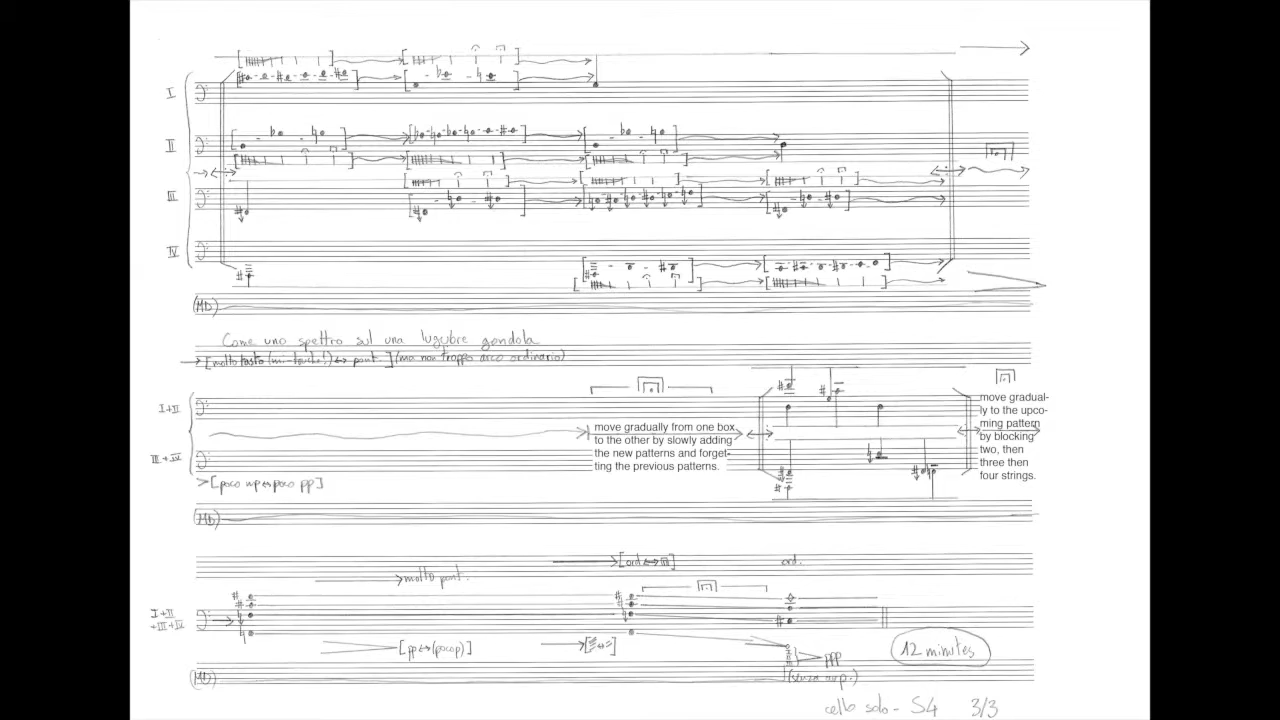 I
II
III
IV
(MD)
Come uno spettro sul una lugubre gondola
[molto tasto (mi-touche!) ↔ pont.] (ma non troppo arco ordinario)
I+II
III+IV
move gradually from one box
to the other by slowly adding
the new patterns and forget-
ting the previous patterns.
move gradual-
ly to the upco-
ming pattern
by blocking
two, then
three then
four strings.
[poco mp ↔ poco pp]
(MD)
molto pont.
[ord ↔
ord.
I+II
+III+IV
[pp ↔ (poco p)]
ppp
12 minutes
(MD)
cello solo - S4 3/3